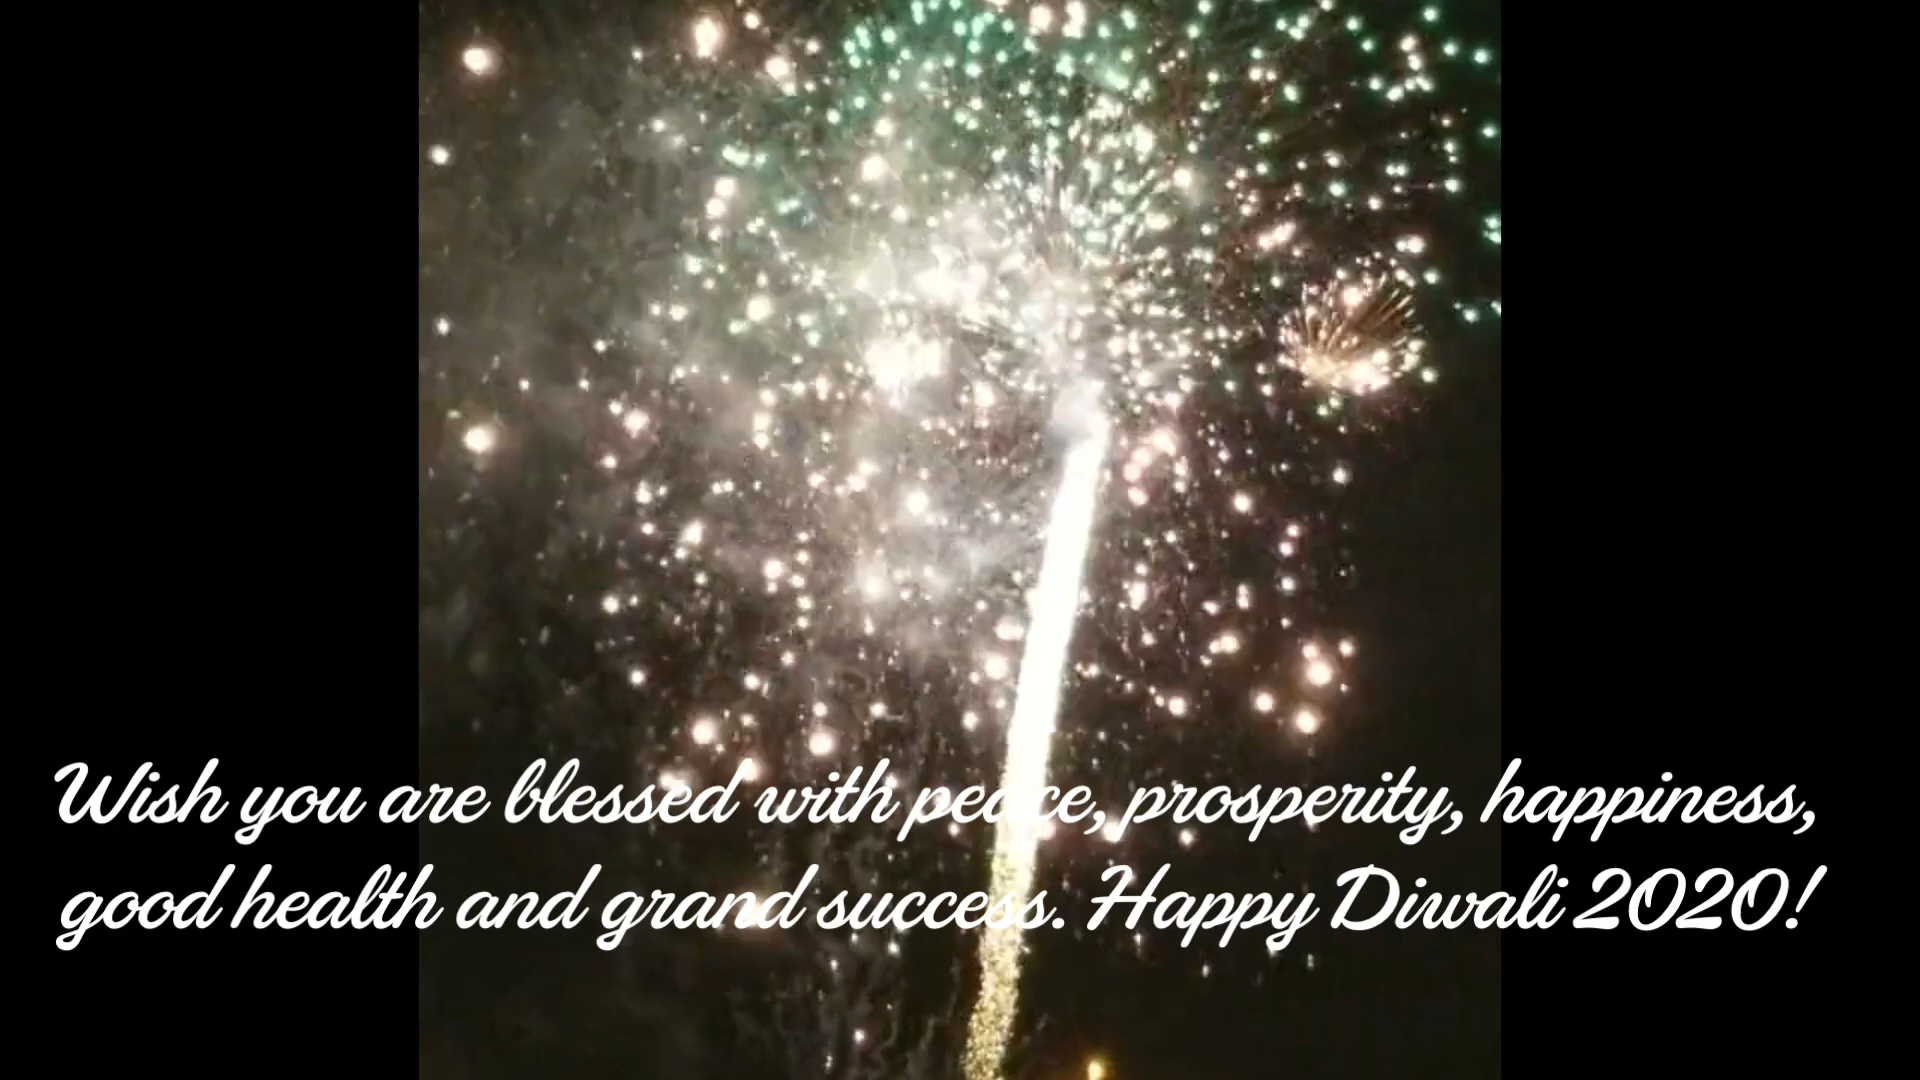 Wish you are blessed with peace, prosperity, happiness,
good health and grand success. Happy Diwali 2020!